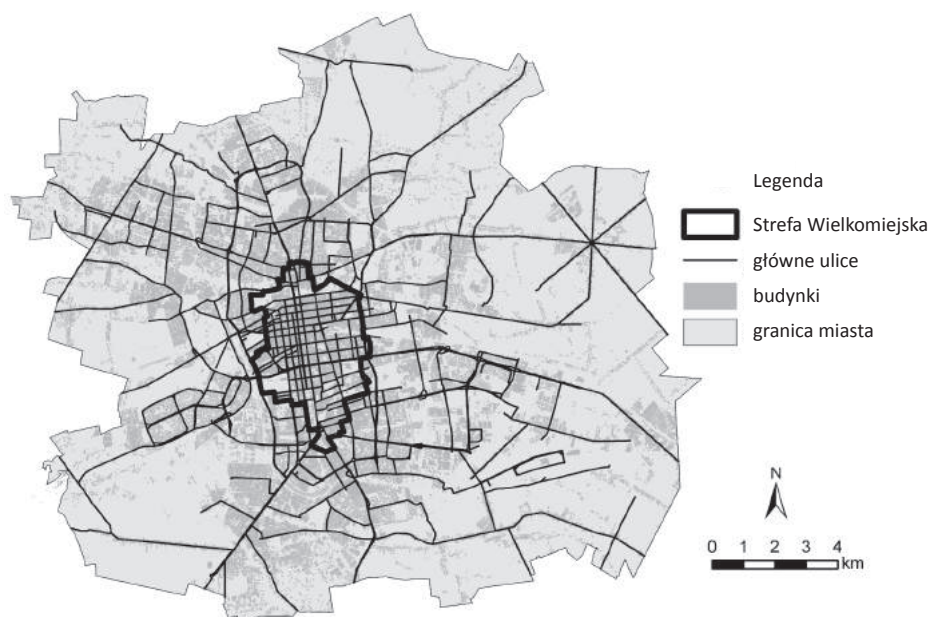 Legenda
Strefa Wielkomiejska
główne ulice
budynki
granica miasta
N
0 1 2 3 4
km